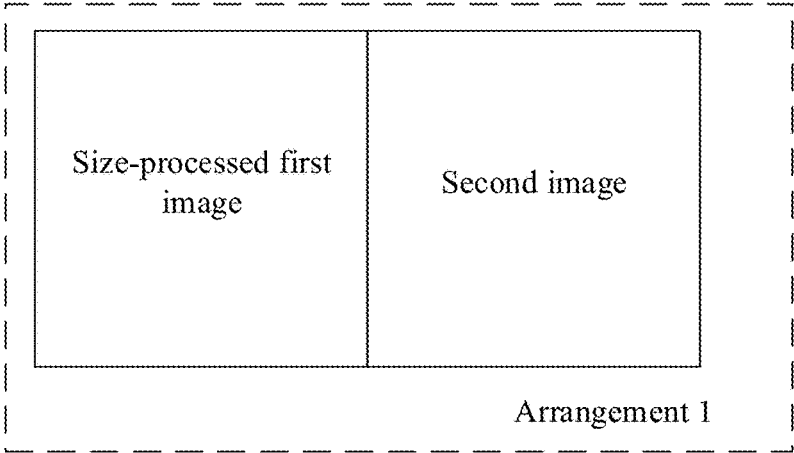 Size-processed first
image
Second image
Arrangement 1